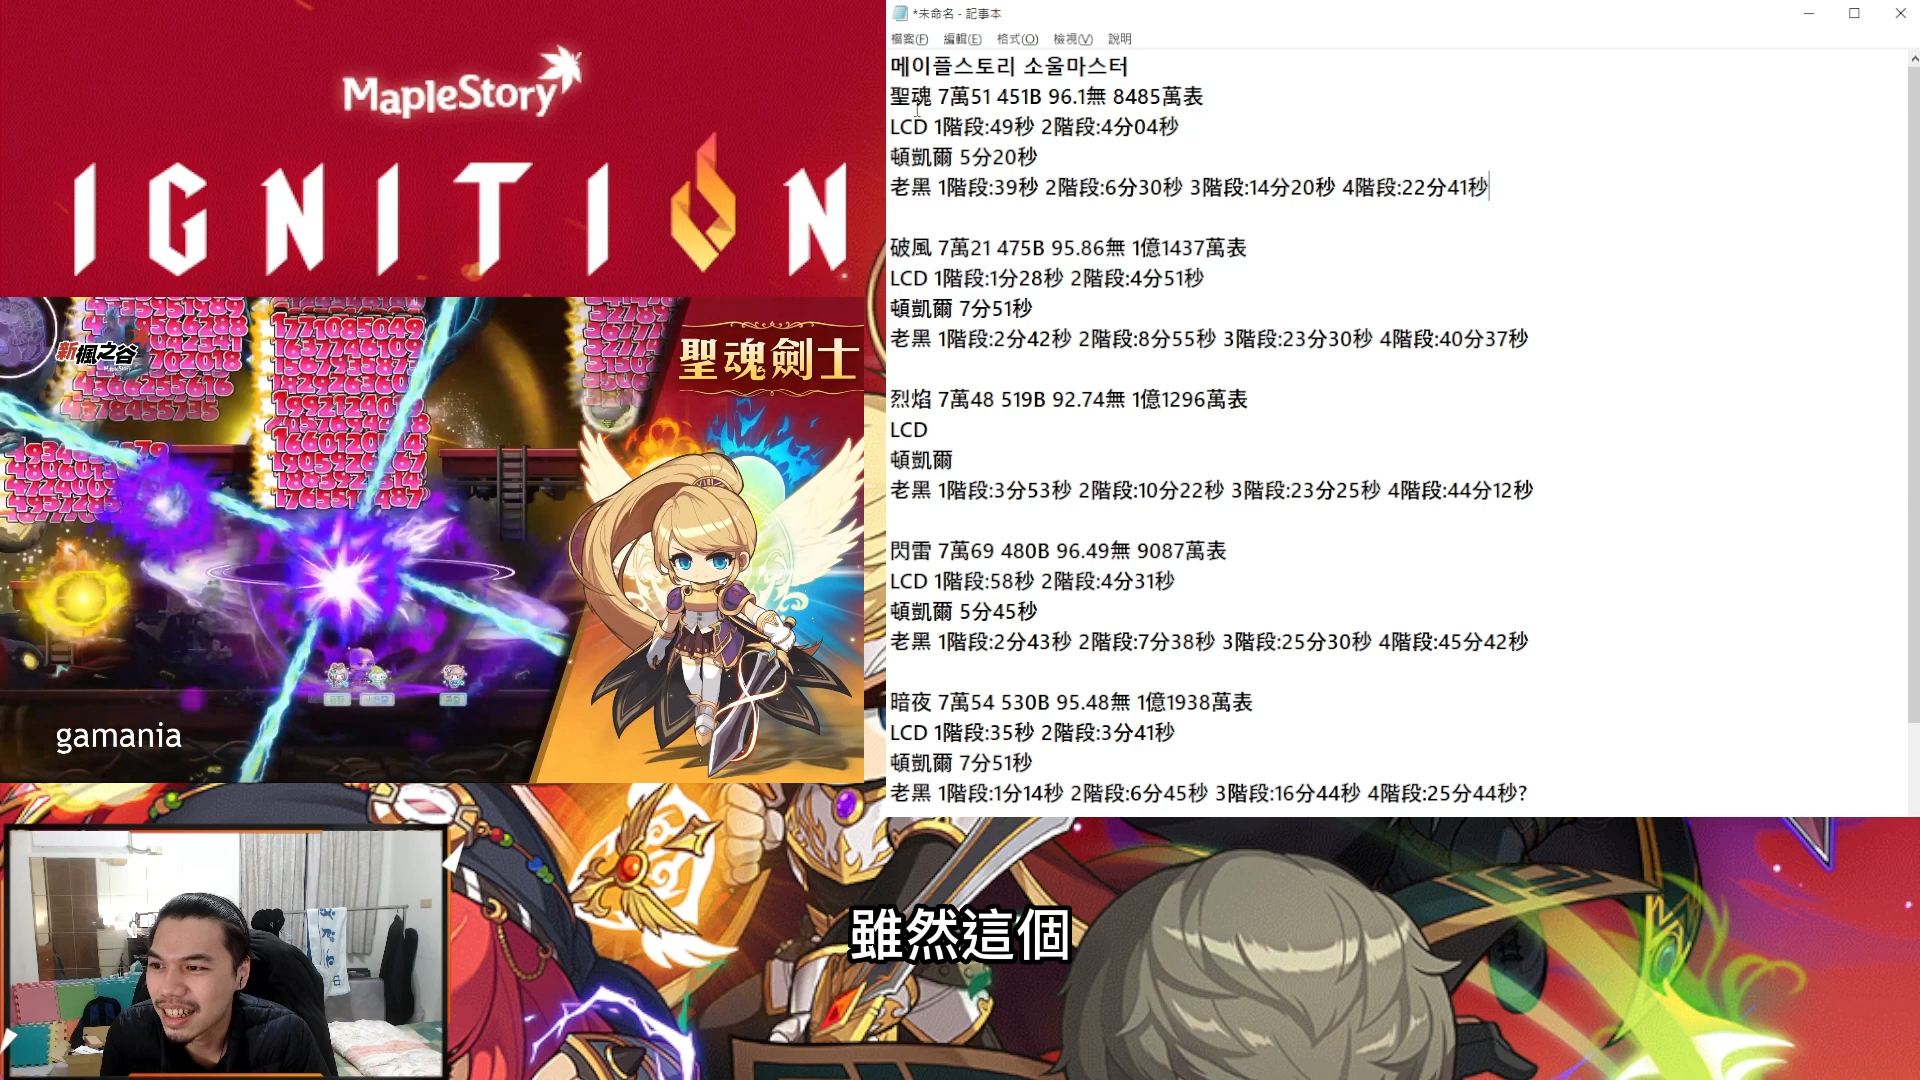 MapleStory
IGNITION
新楓之谷
MapleStory
聖魂劍士
1771085049
1637746109
gamania
*未命名 - 記事本
檔案(F) 編輯(E) 格式(O) 檢視(V) 說明
메이플스토리 소울마스터
聖魂 7萬51 451B 96.1無 8485萬表
LCD 1階段:49秒 2階段:4分04秒
頓凱爾 5分20秒
老黑 1階段:39秒 2階段:6分30秒 3階段:14分20秒 4階段:22分41秒
破風 7萬21 475B 95.86無 1億1437萬表
LCD 1階段:1分28秒 2階段:4分51秒
頓凱爾 7分51秒
老黑 1階段:2分42秒 2階段:8分55秒 3階段:23分30秒 4階段:40分37秒
烈焰 7萬48 519B 92.74無 1億1296萬表
LCD
頓凱爾
老黑 1階段:3分53秒 2階段:10分22秒 3階段:23分25秒 4階段:44分12秒
閃雷 7萬69 480B 96.49無 9087萬表
LCD 1階段:58秒 2階段:4分31秒
頓凱爾 5分45秒
老黑 1階段:2分43秒 2階段:7分38秒 3階段:25分30秒 4階段:45分42秒
暗夜 7萬54 530B 95.48無 1億1938萬表
LCD 1階段:35秒 2階段:3分41秒
頓凱爾 7分51秒
老黑 1階段:1分14秒 2階段:6分45秒 3階段:16分44秒 4階段:25分44秒?
雖然這個